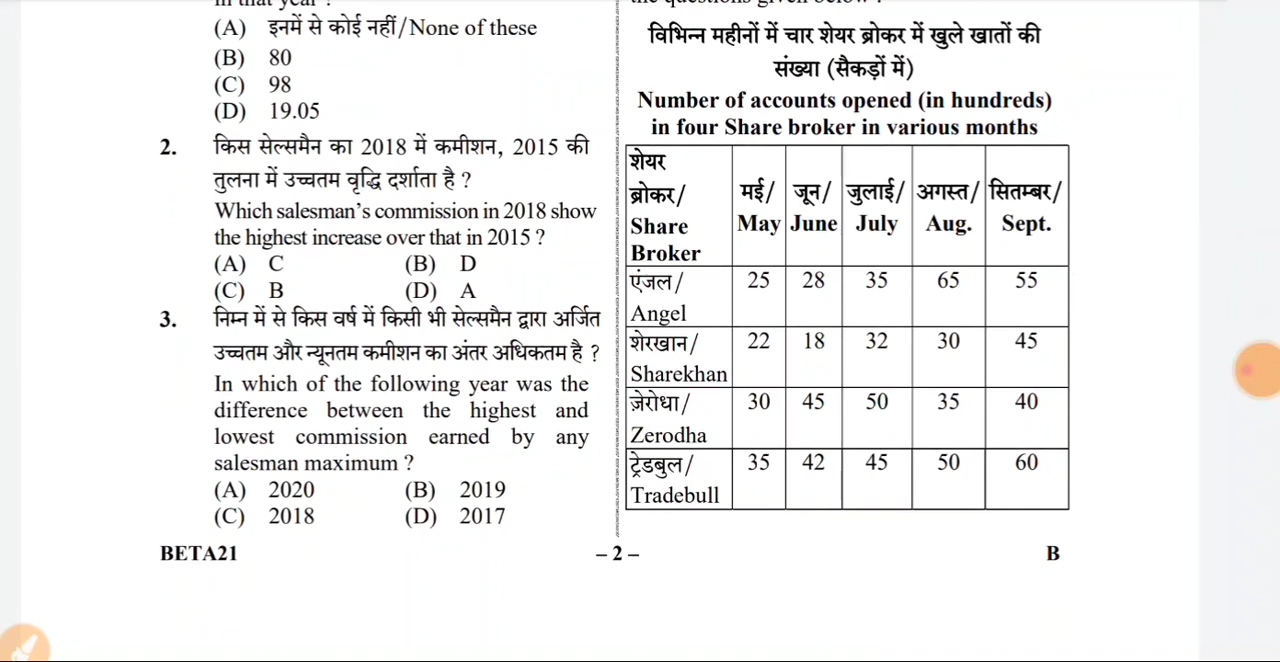 (A) इनमें से कोई नहीं/None of these
(B) 80
(C) 98
(D) 19.05
2. किस सेल्समैन का 2018 में कमीशन, 2015 की
तुलना में उच्चतम वृद्धि दर्शाता है ?
Which salesman's commission in 2018 show
the highest increase over that in 2015 ?
(A) C (B) D
(C) B (D) A
3. निम्न में से किस वर्ष में किसी भी सेल्समैन द्वारा अर्जित
उच्चतम और न्यूनतम कमीशन का अंतर अधिकतम है ?
In which of the following year was the
difference between the highest and
lowest commission earned by any
salesman maximum ?
(A) 2020 (B) 2019
(C) 2018 (D) 2017
विभिन्न महीनों में चार शेयर ब्रोकर में खुले खातों की
संख्या (सैकड़ों में)
Number of accounts opened (in hundreds)
in four Share broker in various months
शेयर
ब्रोकर/ मई/ जून/ जुलाई/ अगस्त/ सितम्बर/
Share May June July Aug. Sept.
Broker
एंजल/ 25 28 35 65 55
Angel
शेरखान/ 22 18 32 30 45
Sharekhan
ज़ेरोधा/ 30 45 50 35 40
Zerodha
ट्रेडबुल/ 35 42 45 50 60
Tradebull
BETA21 – 2 – B